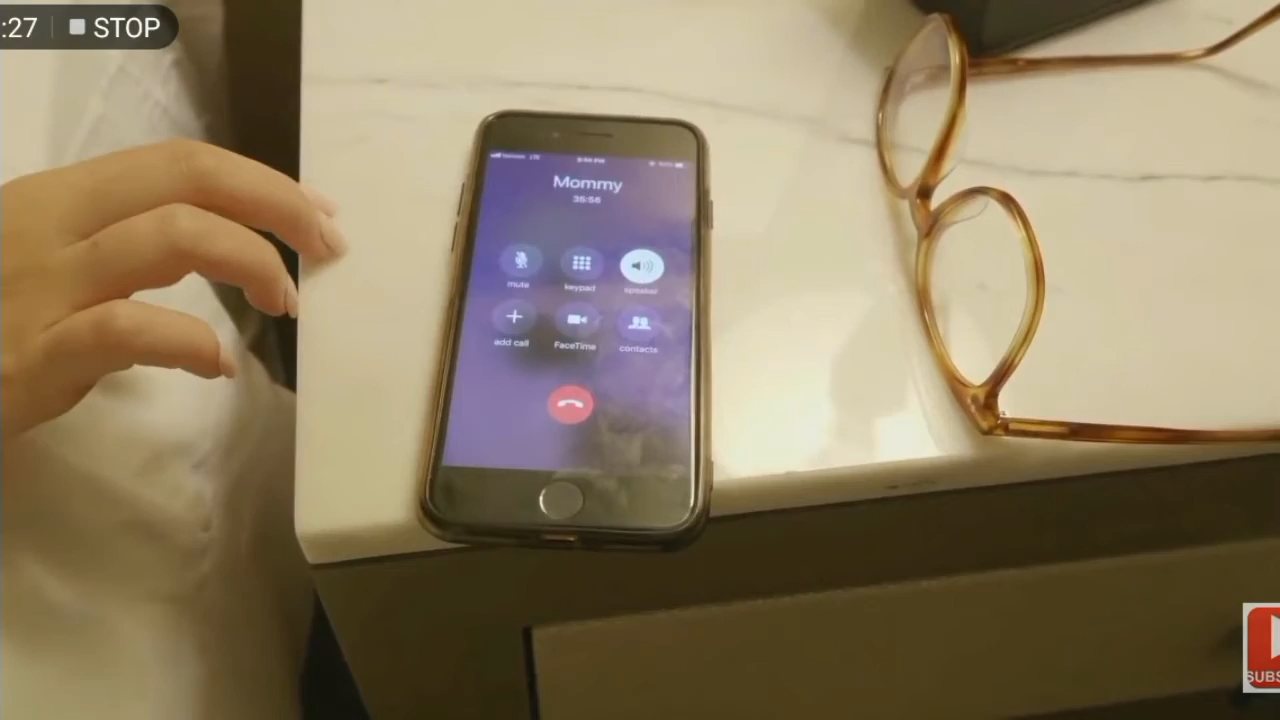 :27 STOP
Mommy
35:56
mute keypad speaker
add call FaceTime contacts
SUBS